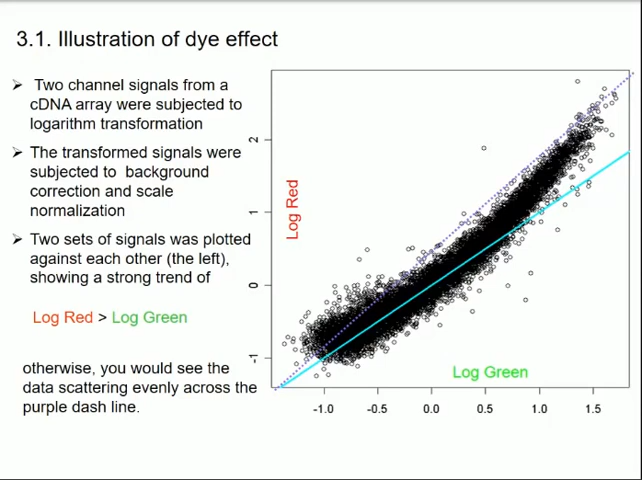 3.1. Illustration of dye effect
➢ Two channel signals from a
cDNA array were subjected to
logarithm transformation
➢ The transformed signals were
subjected to background
correction and scale
normalization
➢ Two sets of signals was plotted
against each other (the left),
showing a strong trend of
Log Red > Log Green
otherwise, you would see the
data scattering evenly across the
purple dash line.
Log Red
2
1
0
-1
Log Green
-1.0 -0.5 0.0 0.5 1.0 1.5